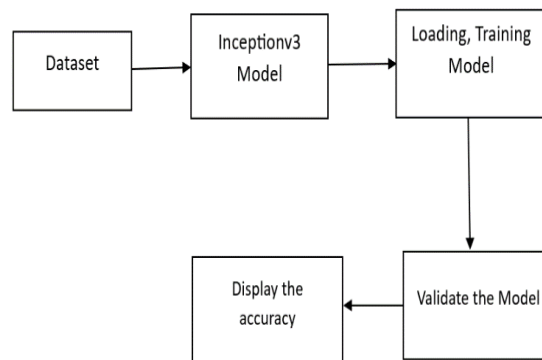 Dataset
Inceptionv3
Model
Loading, Training
Model
Validate the Model
Display the
accuracy